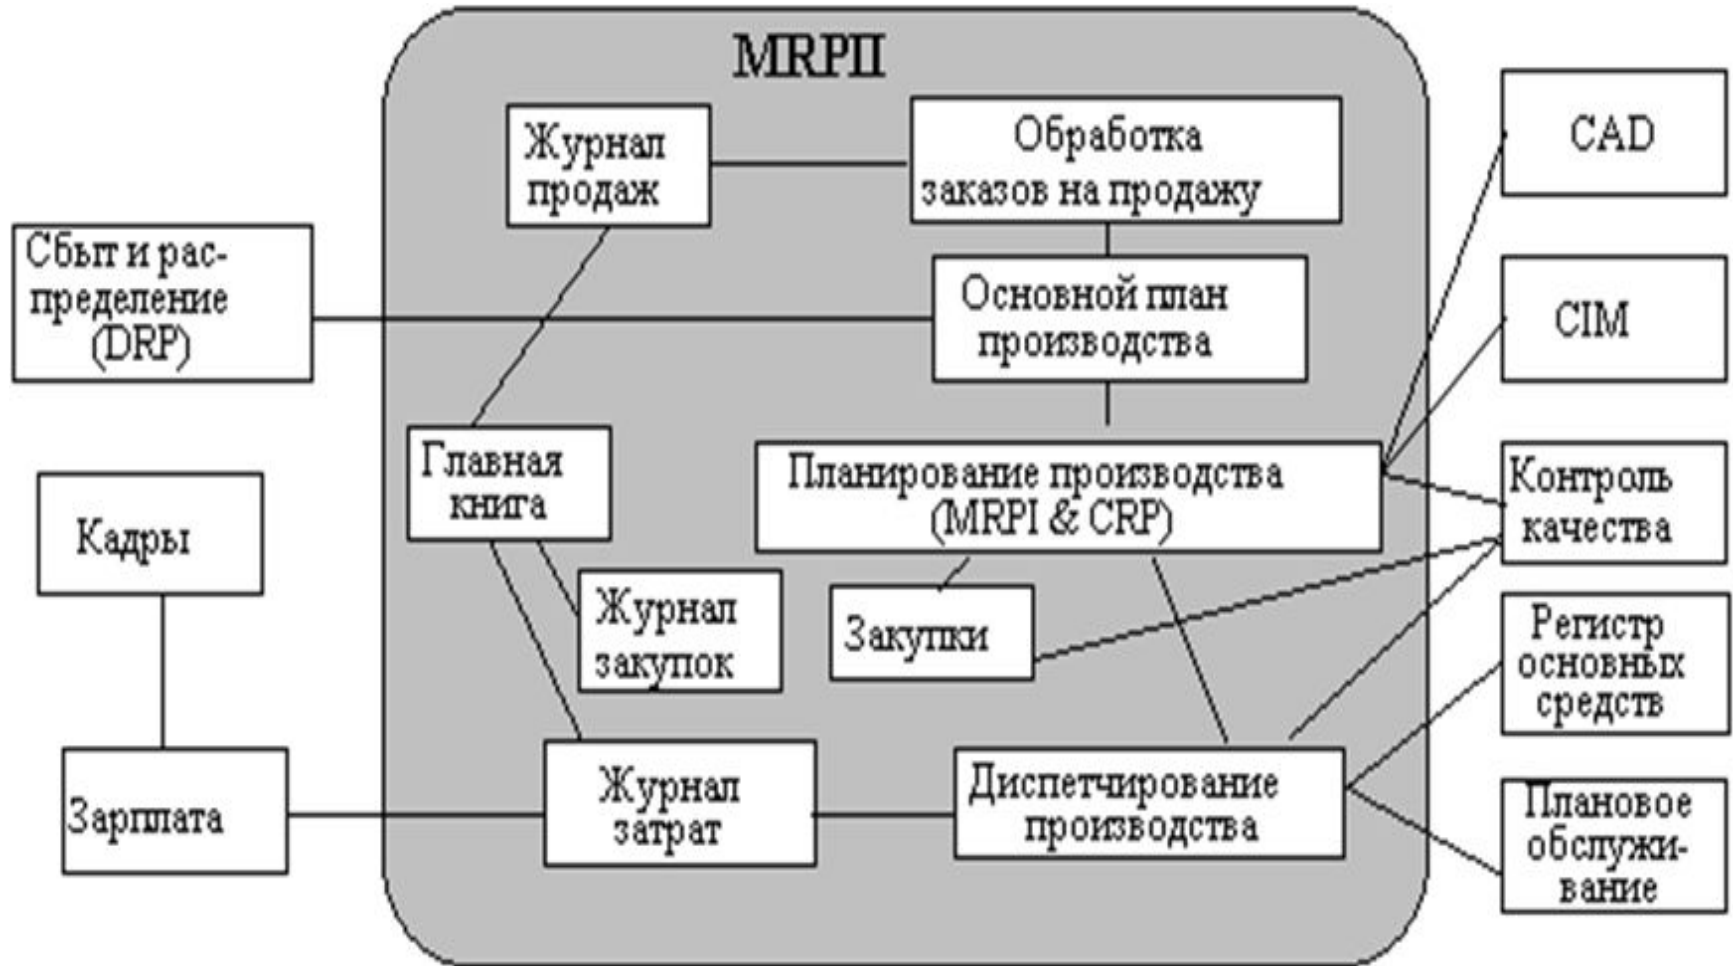 MRPII
Журнал
продаж
Обработка
заказов на продажу
CAD
Сбыт и рас-
пределение
(DRP)
Основной план
производства
CIM
Главная
книга
Планирование производства
(MRPI & CRP)
Контроль
качества
Кадры
Журнал
закупок
Закупки
Регистр
основных
средств
Зарплата
Журнал
затрат
Диспетчирование
производства
Плановое
обслужи-
вание